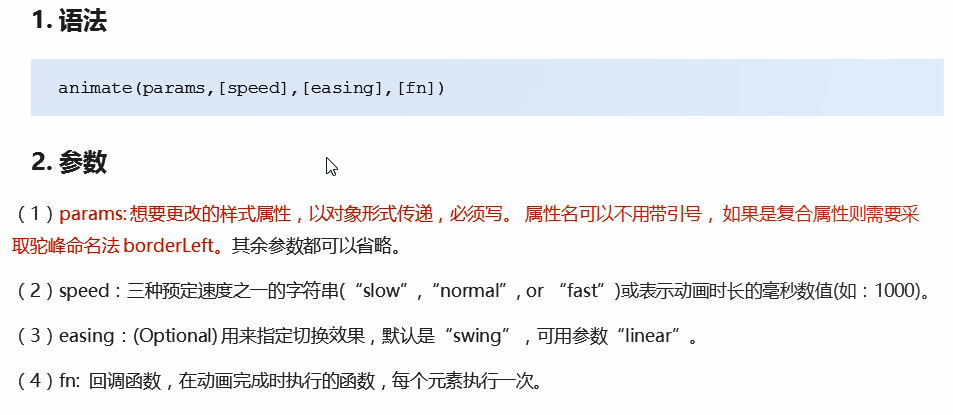 1. 语法
animate(params,[speed],[easing],[fn])
2. 参数
（1）params: 想要更改的样式属性，以对象形式传递，必须写。 属性名可以不用带引号， 如果是复合属性则需要采
取驼峰命名法 borderLeft。其余参数都可以省略。
（2）speed：三种预定速度之一的字符串(“slow”,“normal”, or “fast”)或表示动画时长的毫秒数值(如：1000)。
（3）easing：(Optional) 用来指定切换效果，默认是“swing”，可用参数“linear”。
（4）fn: 回调函数，在动画完成时执行的函数，每个元素执行一次。